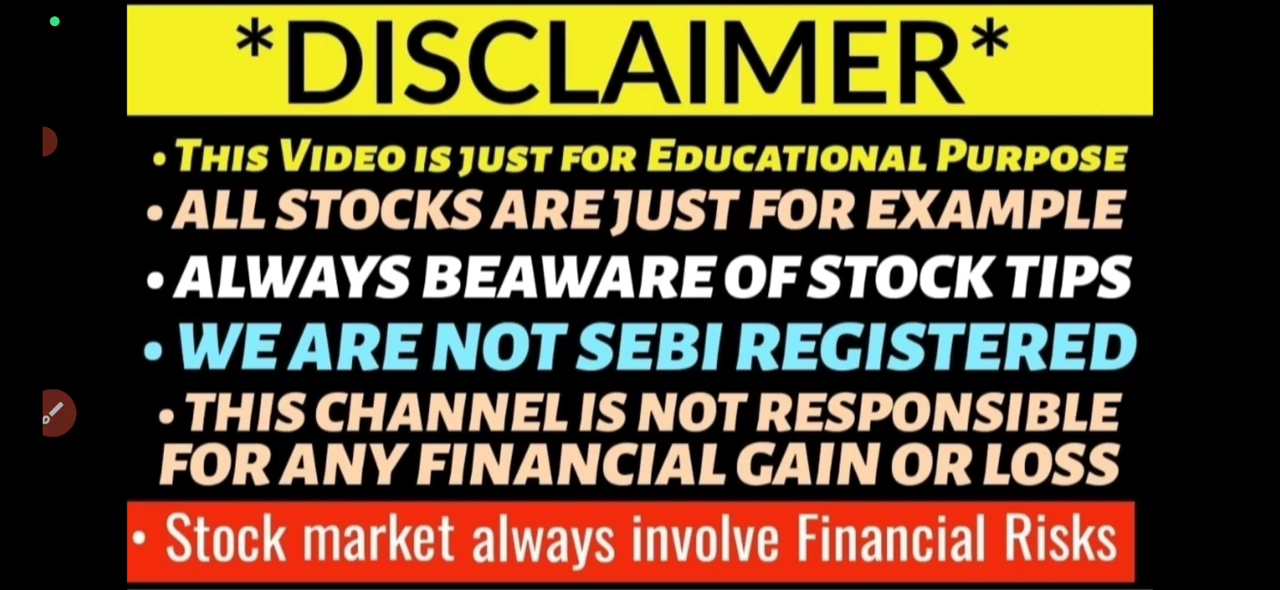 *DISCLAIMER*
• THIS VIDEO IS JUST FOR EDUCATIONAL PURPOSE
• ALL STOCKS ARE JUST FOR EXAMPLE
• ALWAYS BEAWARE OF STOCK TIPS
• WE ARE NOT SEBI REGISTERED
• THIS CHANNEL IS NOT RESPONSIBLE
FOR ANY FINANCIAL GAIN OR LOSS
• Stock market always involve Financial Risks